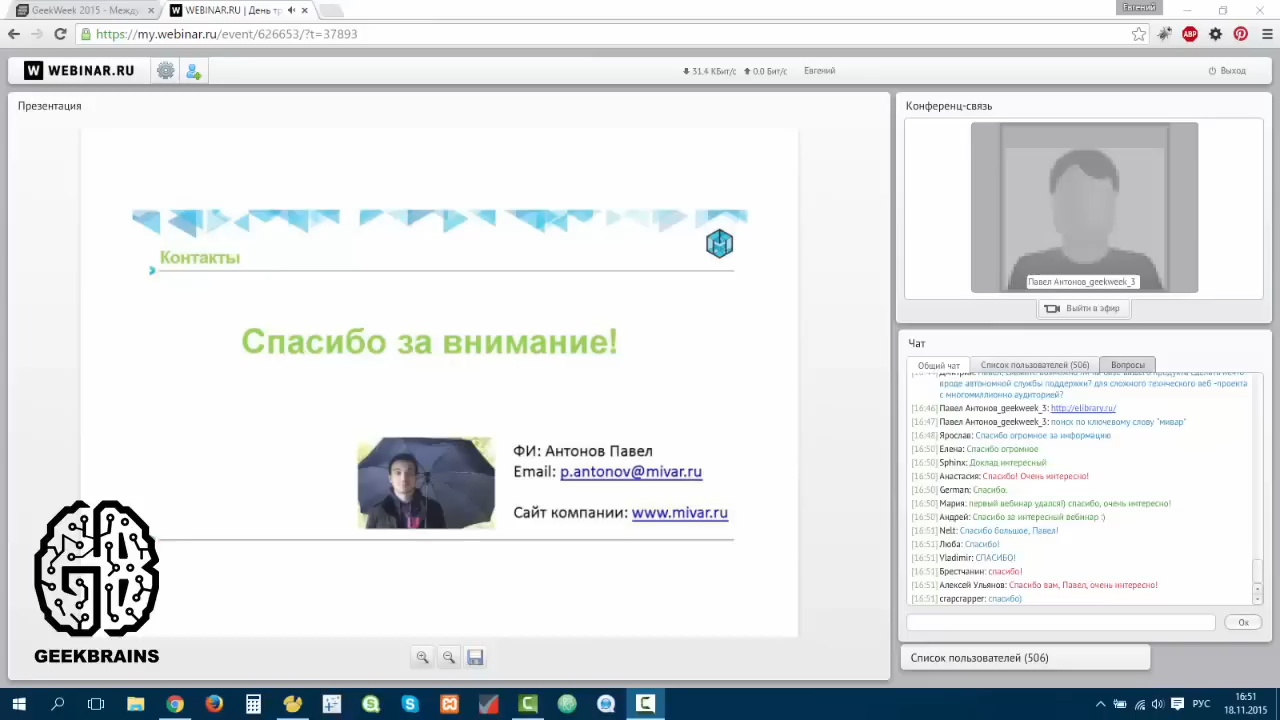 GeekWeek 2015 - Междун
WEBINAR.RU | День тр
Евгений
https://my.webinar.ru/event/626653/?t=37893
ABP
W WEBINAR.RU
31.4 КБит/с 0.0 Бит/с
Евгений
Выход
Презентация
Контакты
Спасибо за внимание!
ФИ: Антонов Павел
Email: p.antonov@mivar.ru
Сайт компании: www.mivar.ru
GEEKBRAINS
Конференц-связь
Павел Антонов_geekweek_3
Выйти в эфир
Чат
Общий чат
Список пользователей (506)
Вопросы
вроде автономной службы поддержки? для сложного технического веб -проекта
с многомиллионно аудиторией?
[16:46] Павел Антонов_geekweek_3: http://elibrary.ru/
[16:47] Павел Антонов_geekweek_3: поиск по ключевому слову "мивар"
[16:48] Ярослав: Спасибо огромное за информацию
[16:50] Елена: Спасибо огромное
[16:50] Sphinx: Доклад интересный
[16:50] Анастасия: Спасибо! Очень интересно!
[16:50] German: Спасибо.
[16:50] Мария: первый вебинар удался!) спасибо, очень интересно!
[16:50] Андрей: Спасибо за интересный вебинар :)
[16:51] Nelt: Спасибо большое, Павел!
[16:51] Люба: Спасибо!
[16:51] Vladimir: СПАСИБО!
[16:51] Брестчанин: спасибо!
[16:51] Алексей Ульянов: Спасибо вам, Павел, очень интересно!
[16:51] crapcrapper: спасибо)
Ок
Список пользователей (506)
РУС
16:51
18.11.2015